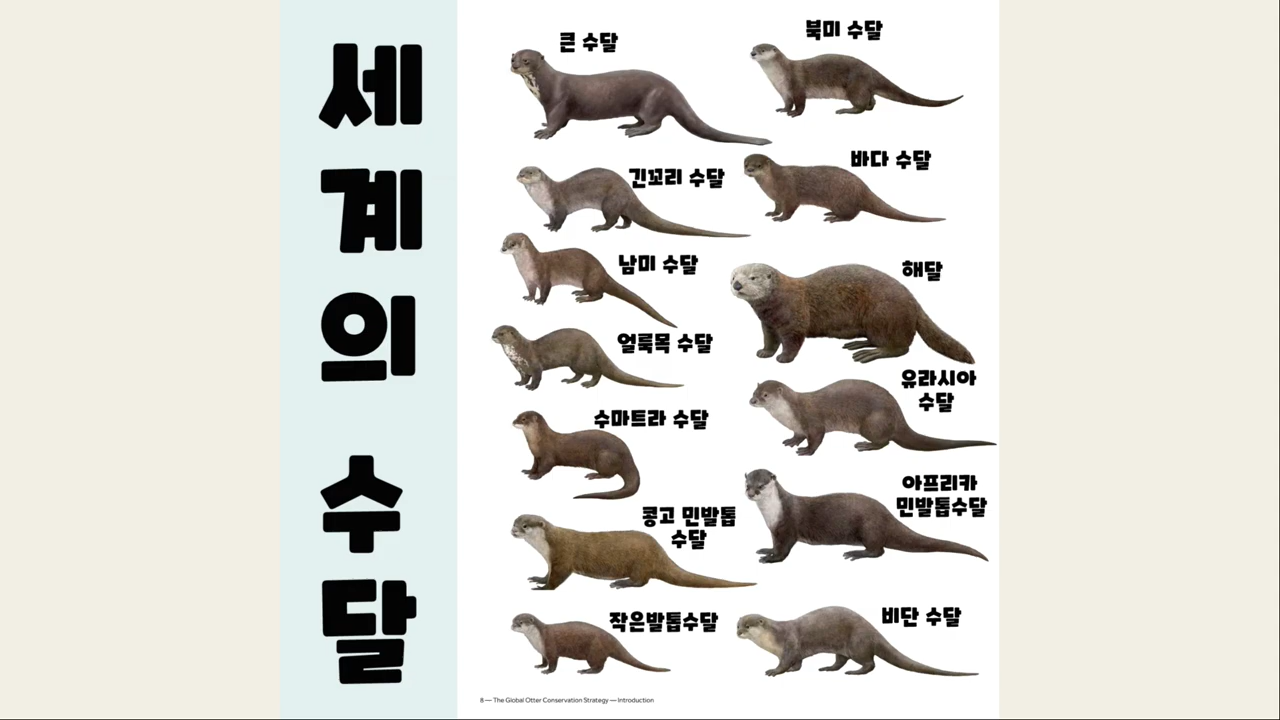 세계의 수달
큰 수달
북미 수달
긴꼬리 수달
바다 수달
남미 수달
해달
얼룩목 수달
유라시아
수달
수마트라 수달
아프리카
민발톱수달
콩고 민발톱
수달
작은발톱수달
비단 수달
8 — The Global Otter Conservation Strategy — Introduction